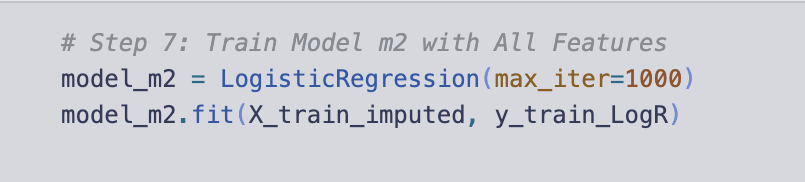 # Step 7: Train Model m2 with All Features
model_m2 = LogisticRegression(max_iter=1000)
model_m2.fit(X_train_imputed, y_train_LogR)